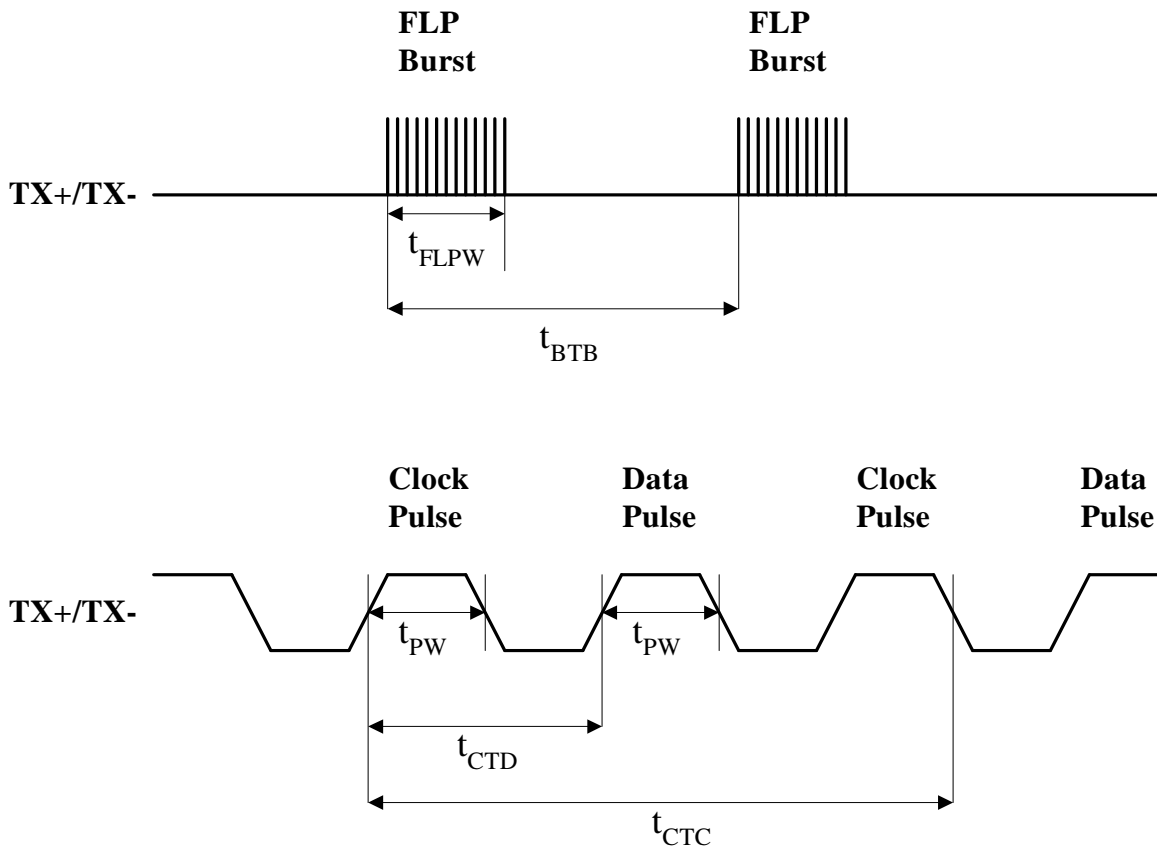 FLP Burst FLP Burst
TX+/TX-
tFLPW
tBTB
Clock Pulse Data Pulse Clock Pulse Data Pulse
TX+/TX-
tPW tPW
tCTD
tCTC